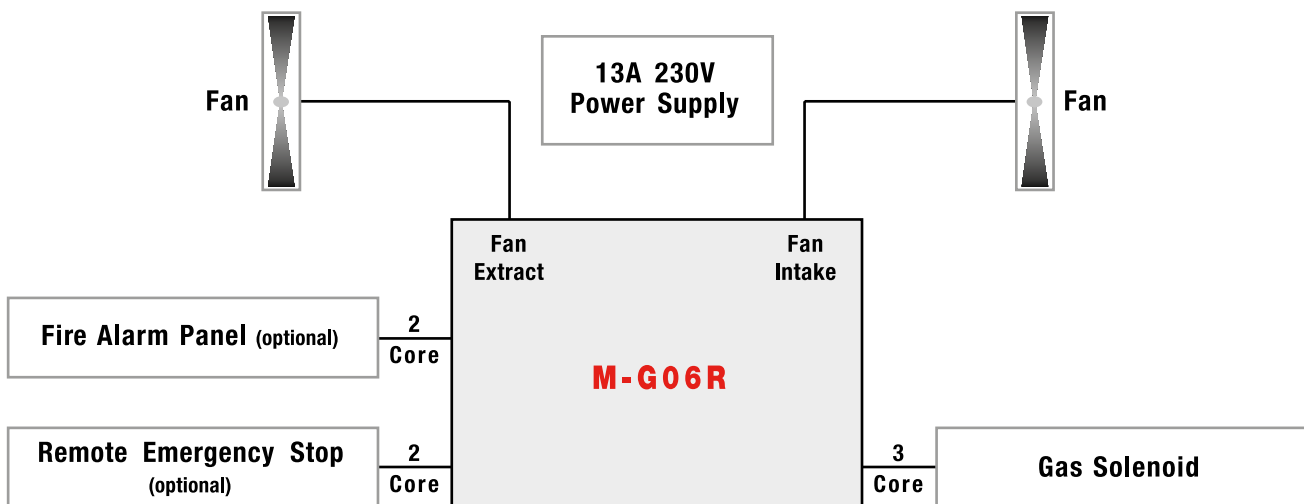 13A 230V
Power Supply
Fan
Fan
Fan
Extract
Fan
Intake
Fire Alarm Panel (optional)
2
Core
M-G06R
Remote Emergency Stop
(optional)
2
Core
3
Core
Gas Solenoid